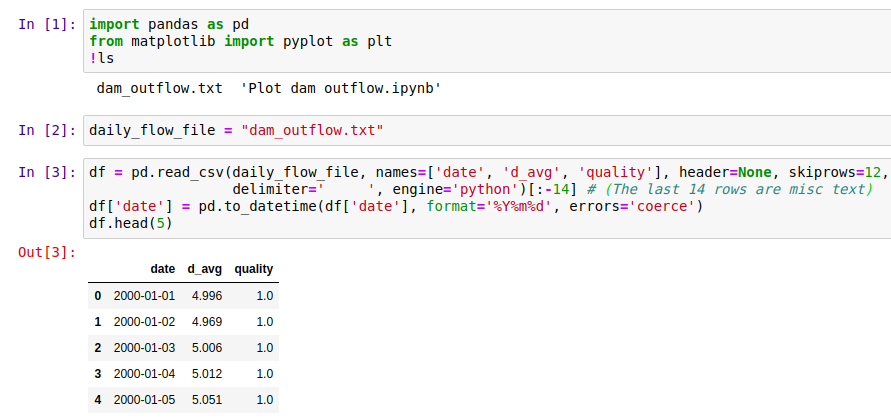 In [1]: import pandas as pd
from matplotlib import pyplot as plt
!ls
dam_outflow.txt  'Plot dam outflow.ipynb'
In [2]: daily_flow_file = "dam_outflow.txt"
In [3]: df = pd.read_csv(daily_flow_file, names=['date', 'd_avg', 'quality'], header=None, skiprows=12,
                 delimiter='     ', engine='python')[:-14] # (The last 14 rows are misc text)
df['date'] = pd.to_datetime(df['date'], format='%Y%m%d', errors='coerce')
df.head(5)
Out[3]:
date d_avg quality
0 2000-01-01 4.996 1.0
1 2000-01-02 4.969 1.0
2 2000-01-03 5.006 1.0
3 2000-01-04 5.012 1.0
4 2000-01-05 5.051 1.0